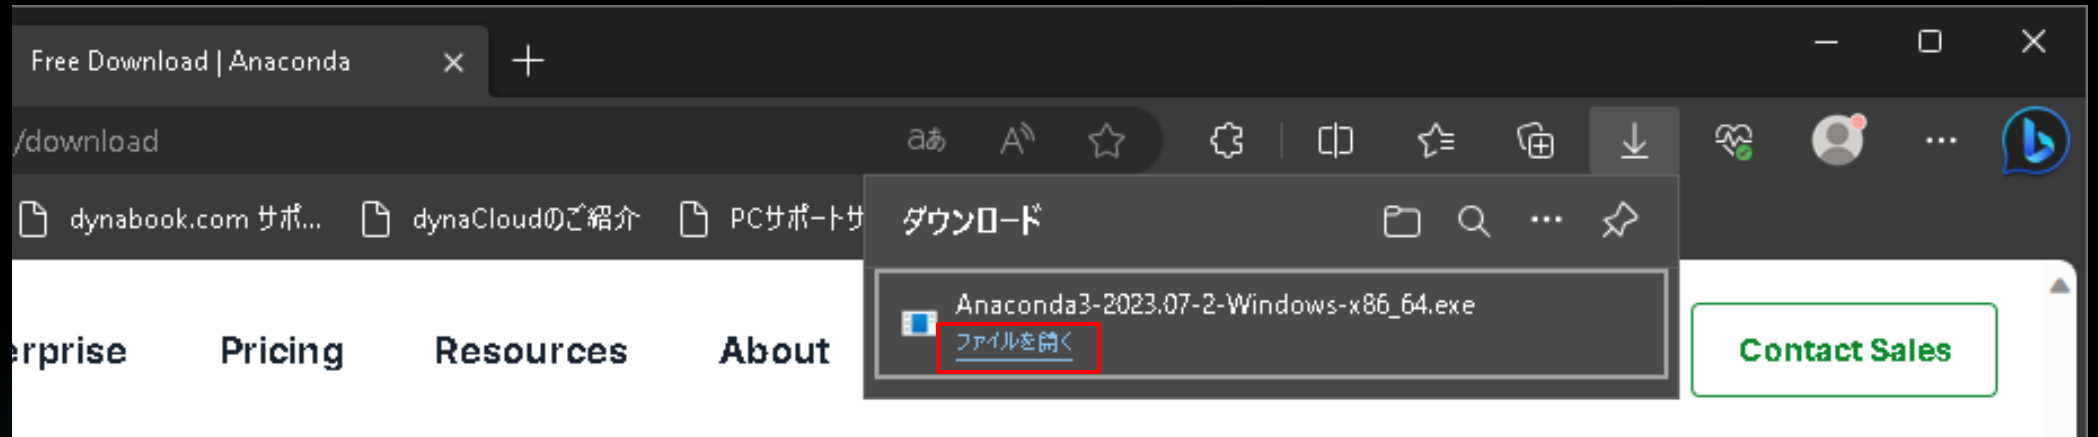 Free Download | Anaconda
/download
aあ A
dynabook.com サポ... dynaCloudのご紹介 PCサポートサ
ダウンロード
Anaconda3-2023.07-2-Windows-x86_64.exe
ファイルを開く
erprise Pricing Resources About Contact Sales